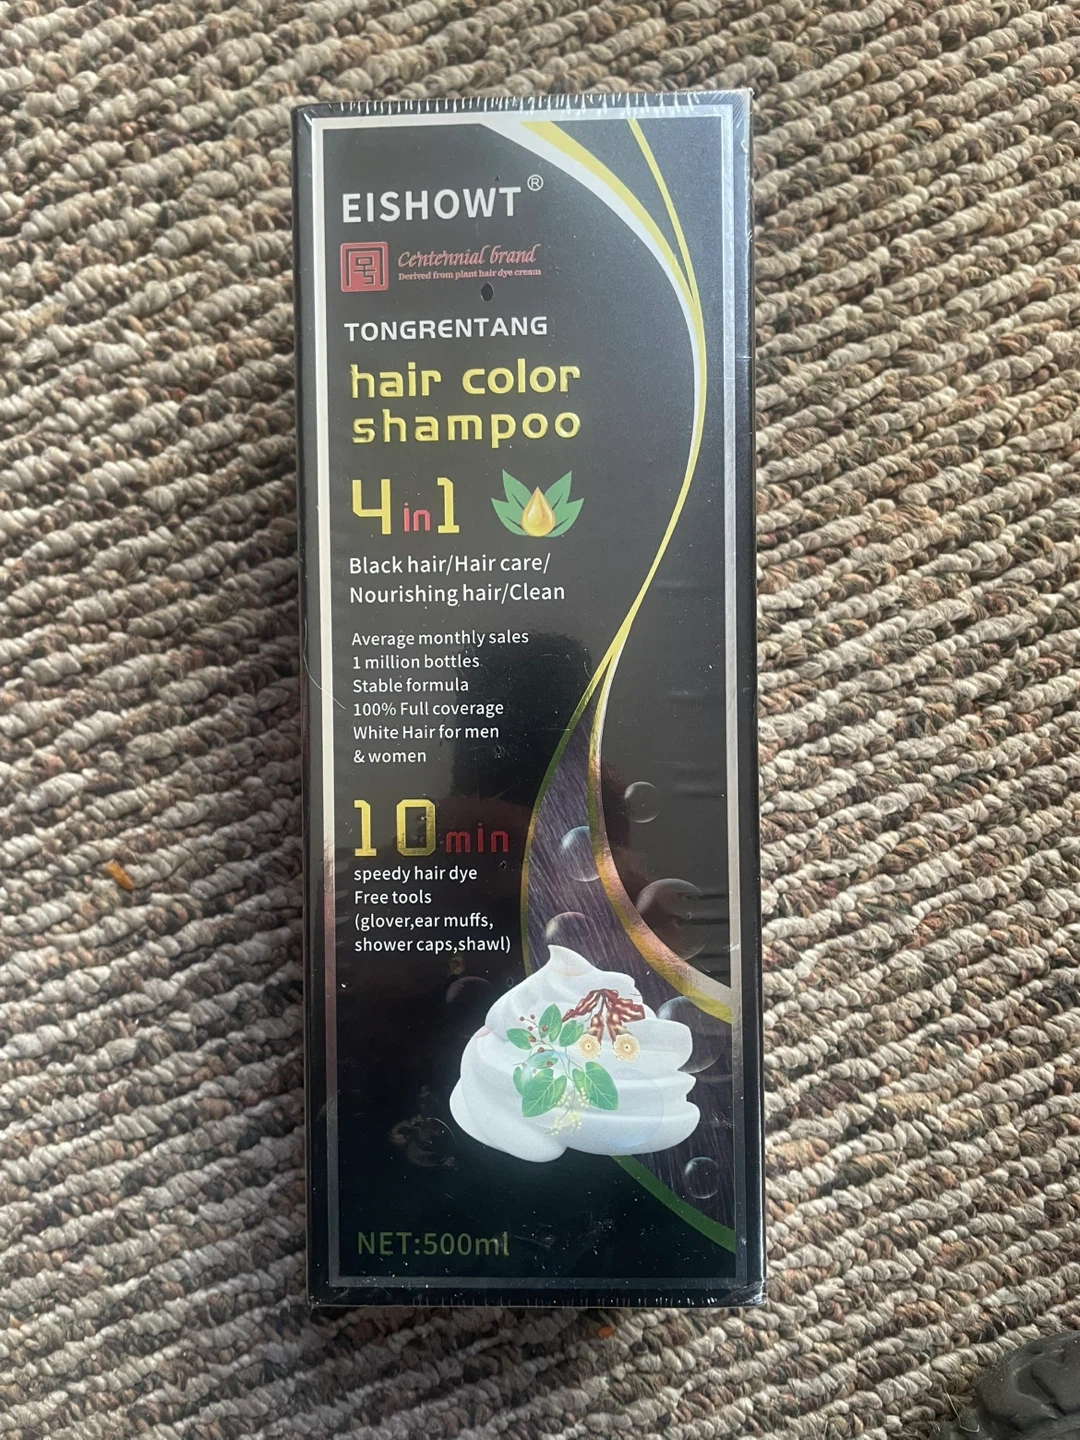 EISHOWT®
Centennial brand
Derived from plant hair dye cream
TONGRENTANG
hair color
shampoo
4in1
Black hair/Hair care/
Nourishing hair/Clean
Average monthly sales
1 million bottles
Stable formula
100% Full coverage
White Hair for men
& women
10min
speedy hair dye
Free tools
(glover,ear muffs,
shower caps,shawl)
NET:500ml